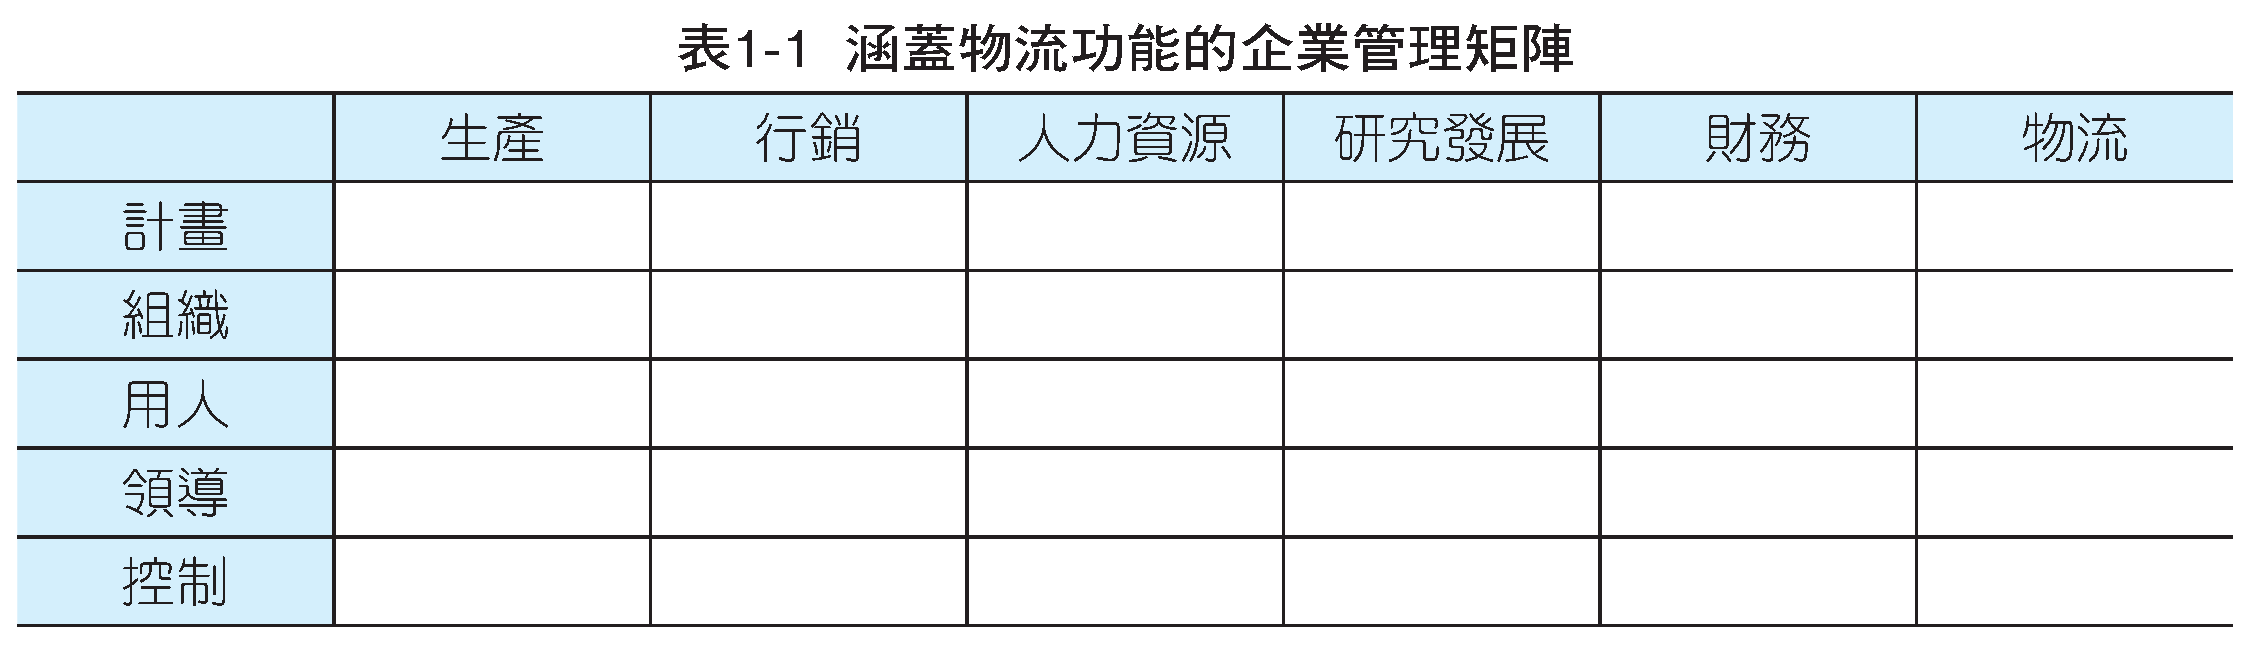 表1-1 涵蓋物流功能的企業管理矩陣
生產 行銷 人力資源 研究發展 財務 物流
計畫
組織
用人
領導
控制